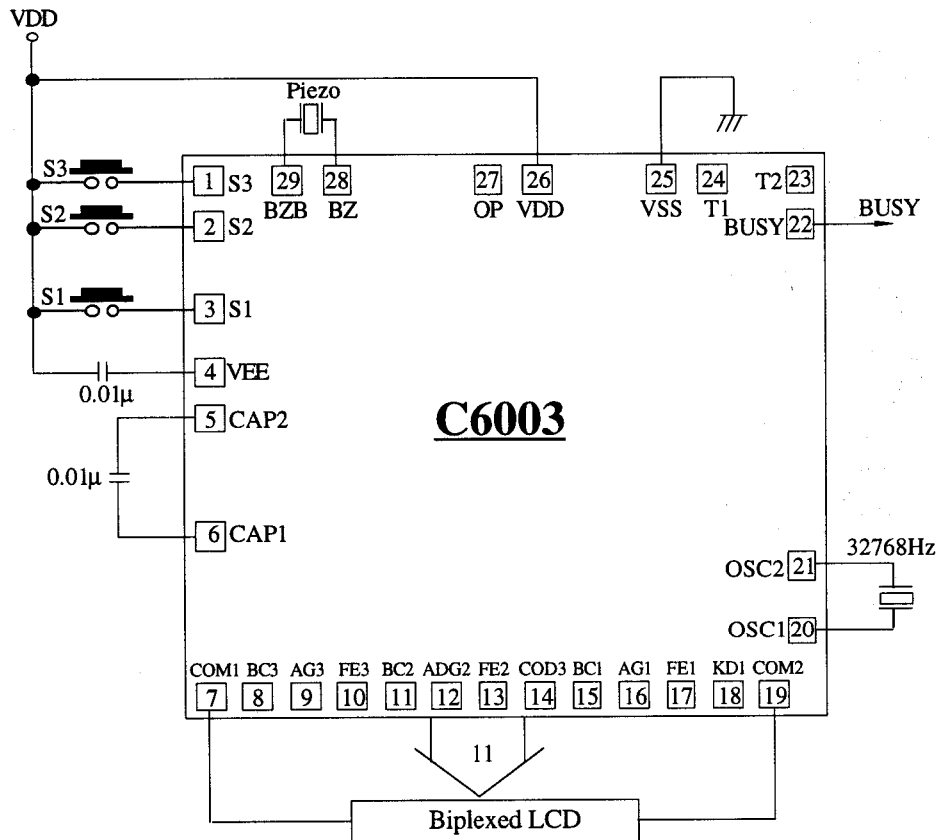 VDD
Piezo
S3
1 S3
29
28
27
26
25
24
T2 23
BZB
BZ
OP
VDD
VSS
T1
S2
2 S2
BUSY 22
BUSY
S1
3 S1
4 VEE
0.01µ
5 CAP2
C6003
0.01µ
6 CAP1
32768Hz
OSC2 21
OSC1 20
COM1 BC3 AG3 FE3 BC2 ADG2 FE2 COD3 BC1 AG1 FE1 KD1 COM2
7 8 9 10 11 12 13 14 15 16 17 18 19
11
Biplexed LCD